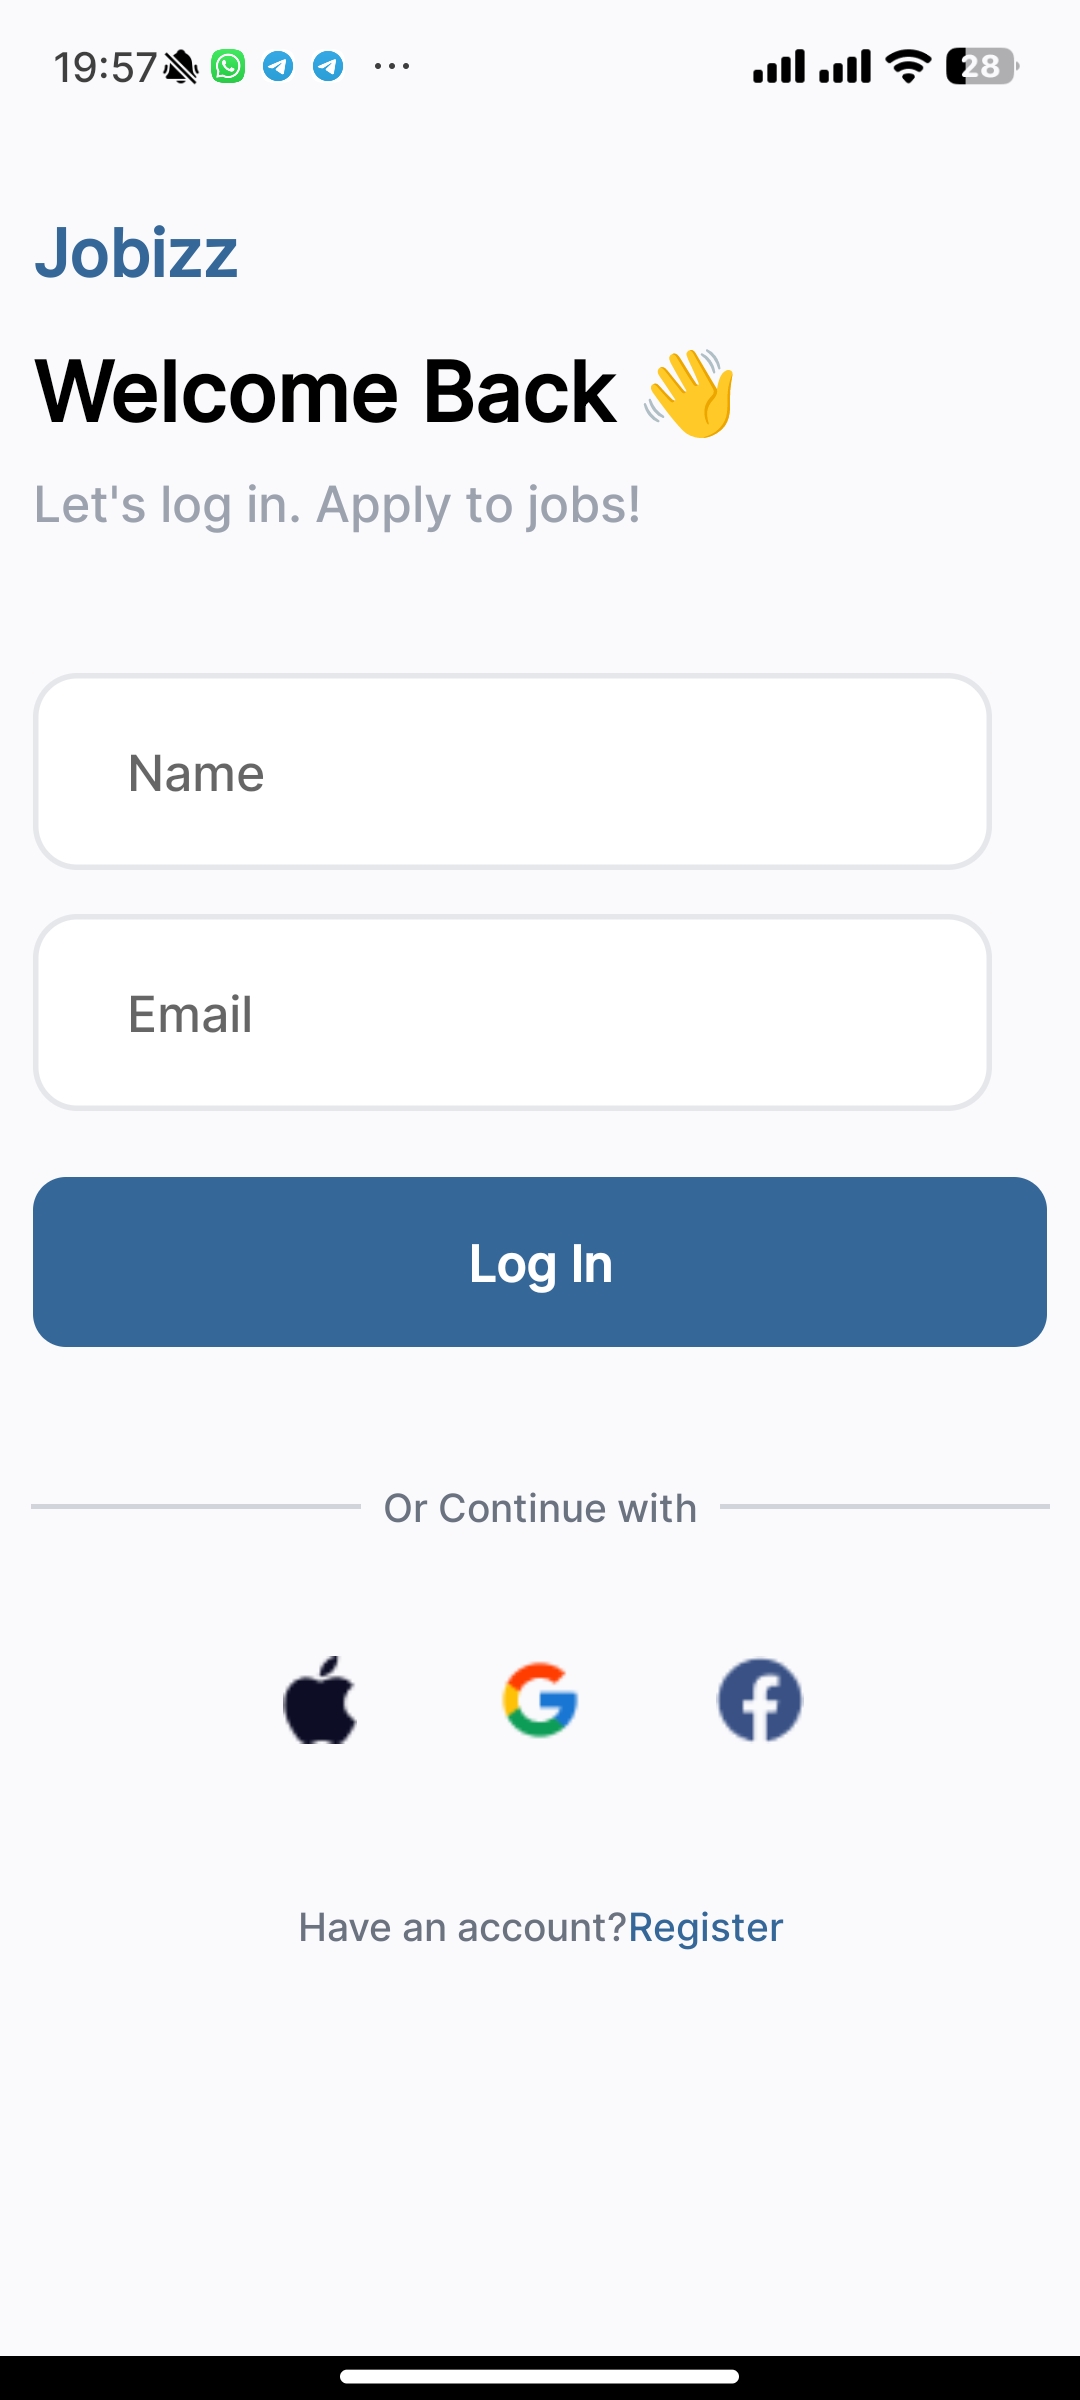 19:57
28
Jobizz
Welcome Back 👋
Let's log in. Apply to jobs!
Name
Email
Log In
Or Continue with
Have an account?Register